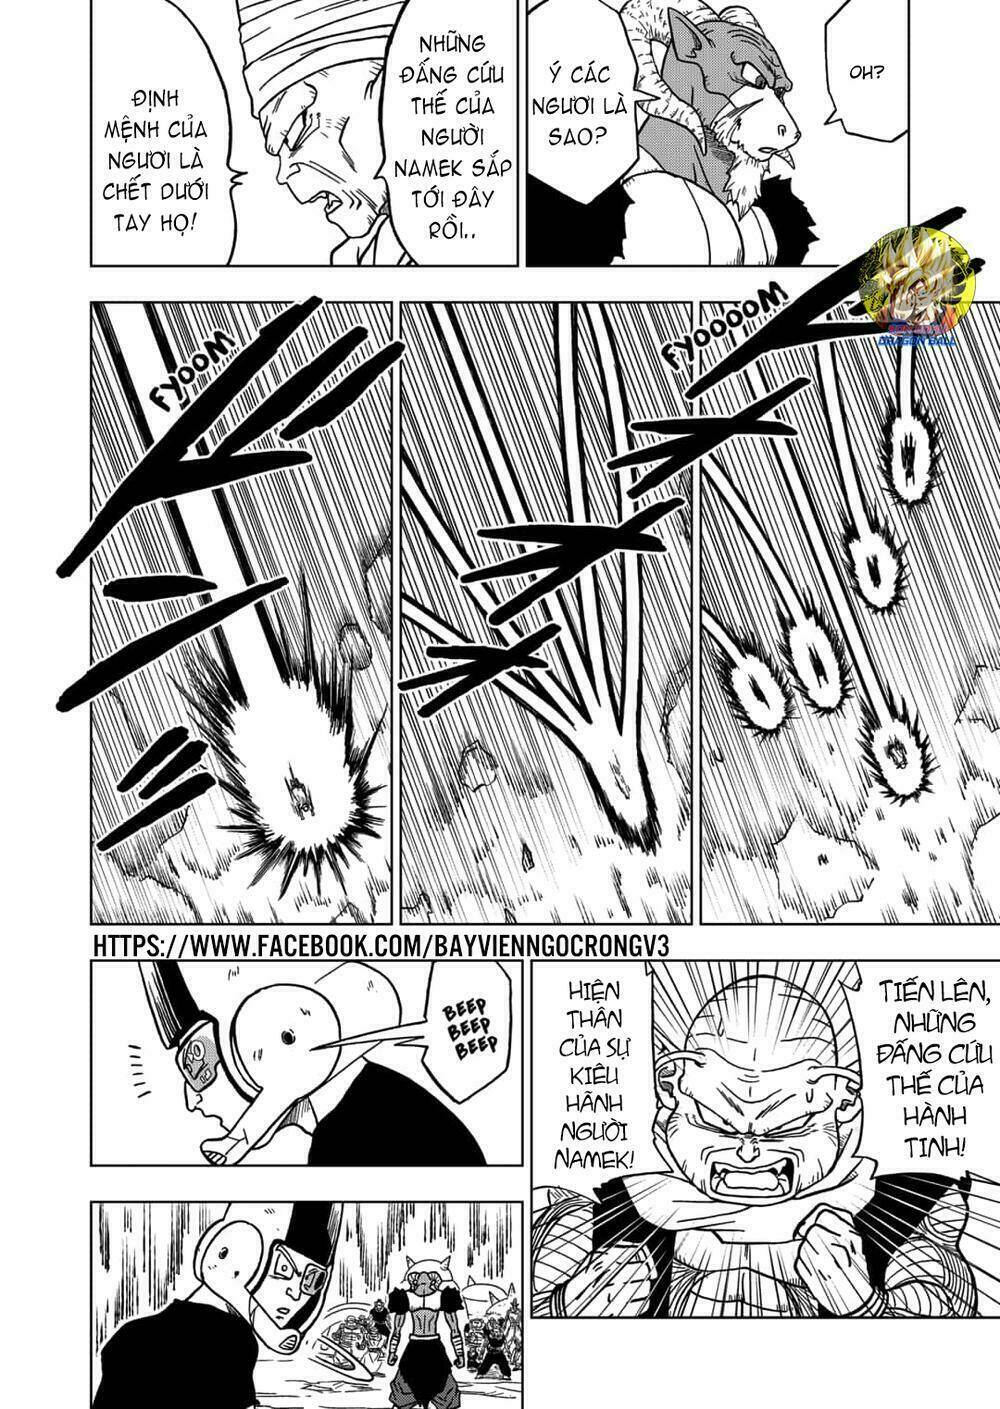 OH?
Ý CÁC
NGƯƠI LÀ
SAO?
NHỮNG
ĐẤNG CỨU
THẾ CỦA
NGƯỜI
NAMEK SẮP
TỚI ĐÂY
RỒI..
ĐỊNH
MỆNH CỦA
NGƯƠI LÀ
CHẾT DƯỚI
TAY HỌ!
FYOOOOM
FYOOM
DRAGON BALL
HTTPS://WWW.FACEBOOK.COM/BAYVIENNGOCRONGV3
TIẾN LÊN,
NHỮNG
ĐẤNG CỨU
THẾ CỦA
HÀNH
TINH!
HIỆN
THÂN
CỦA SỰ
KIÊU
HÃNH
NGƯỜI
NAMEK!
BEEP
BEEP
BEEP